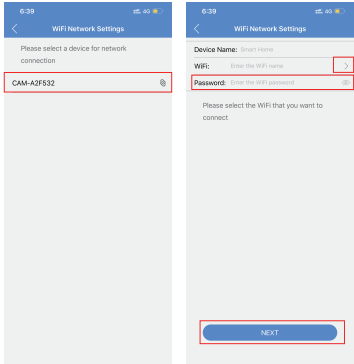 6:39
4G
WiFi Network Settings
Please select a device for network
connection
CAM-A2F532
6:39
4G
WiFi Network Settings
Device Name: Smart Home
WiFi: Enter the WiFi name
Password: Enter the WiFi password
Please select the WiFi that you want to
connect
NEXT